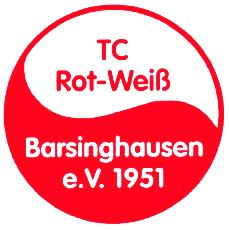 TC
Rot-Weiß
Barsinghausen
e.V. 1951